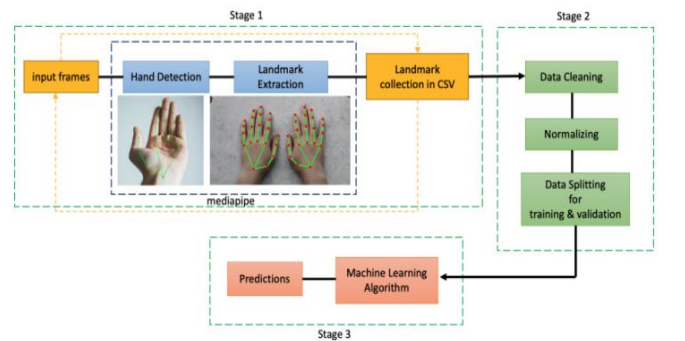 Stage 1
Stage 2
input frames
Hand Detection
Landmark
Extraction
Landmark
collection in CSV
Data Cleaning
Normalizing
Data Splitting
for
training & validation
mediapipe
Predictions
Machine Learning
Algorithm
Stage 3